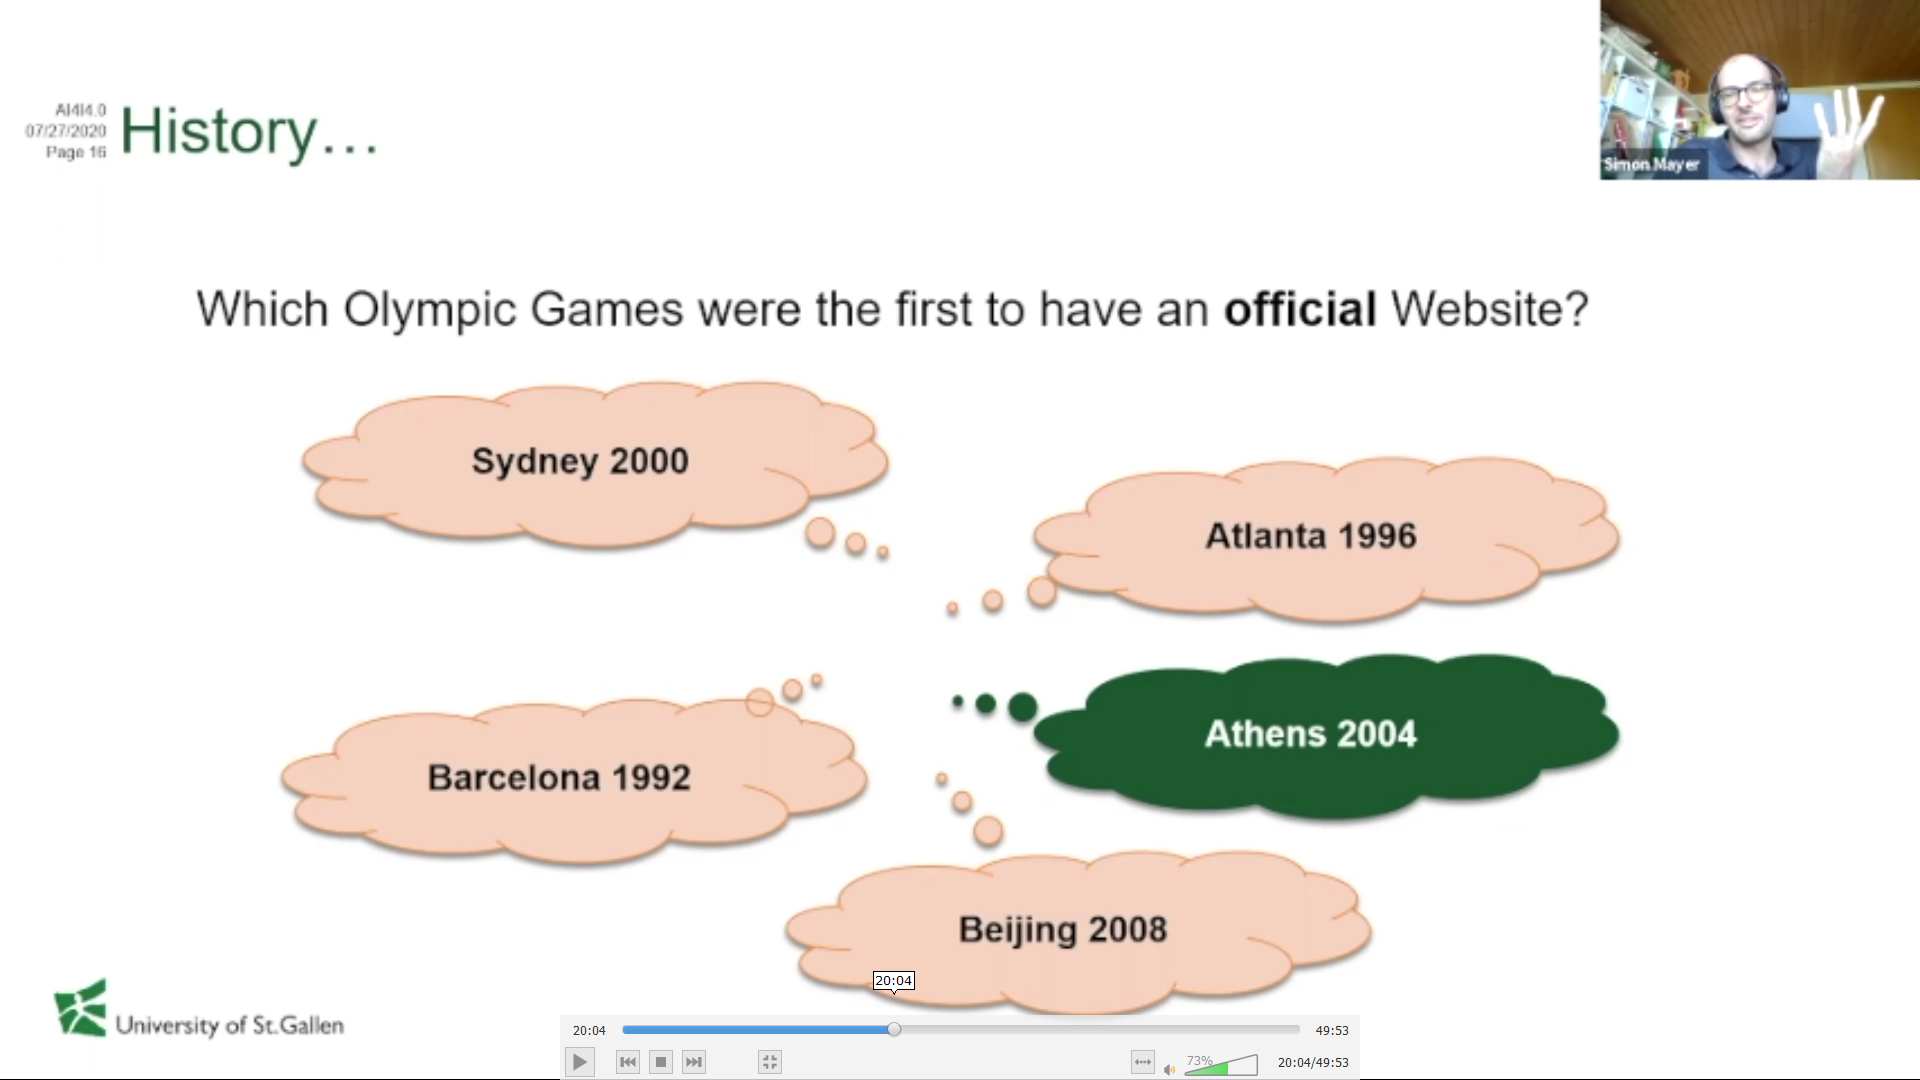 AI4I4.0
07/27/2020
Page 16
History...
Simon Mayer
Which Olympic Games were the first to have an official Website?
Sydney 2000
Atlanta 1996
Athens 2004
Barcelona 1992
Beijing 2008
20:04
University of St.Gallen
20:04
49:53
73%
20:04/49:53